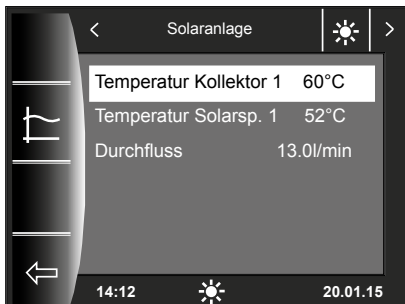 Solaranlage
Temperatur Kollektor 1 60°C
Temperatur Solarsp. 1 52°C
Durchfluss 13.0l/min
14:12 20.01.15